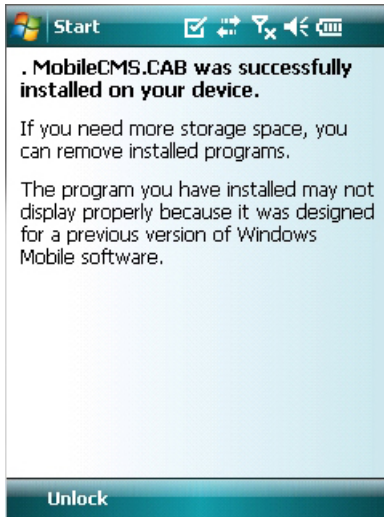 Start
. MobileCMS.CAB was successfully
installed on your device.
If you need more storage space, you
can remove installed programs.
The program you have installed may not
display properly because it was designed
for a previous version of Windows
Mobile software.
Unlock